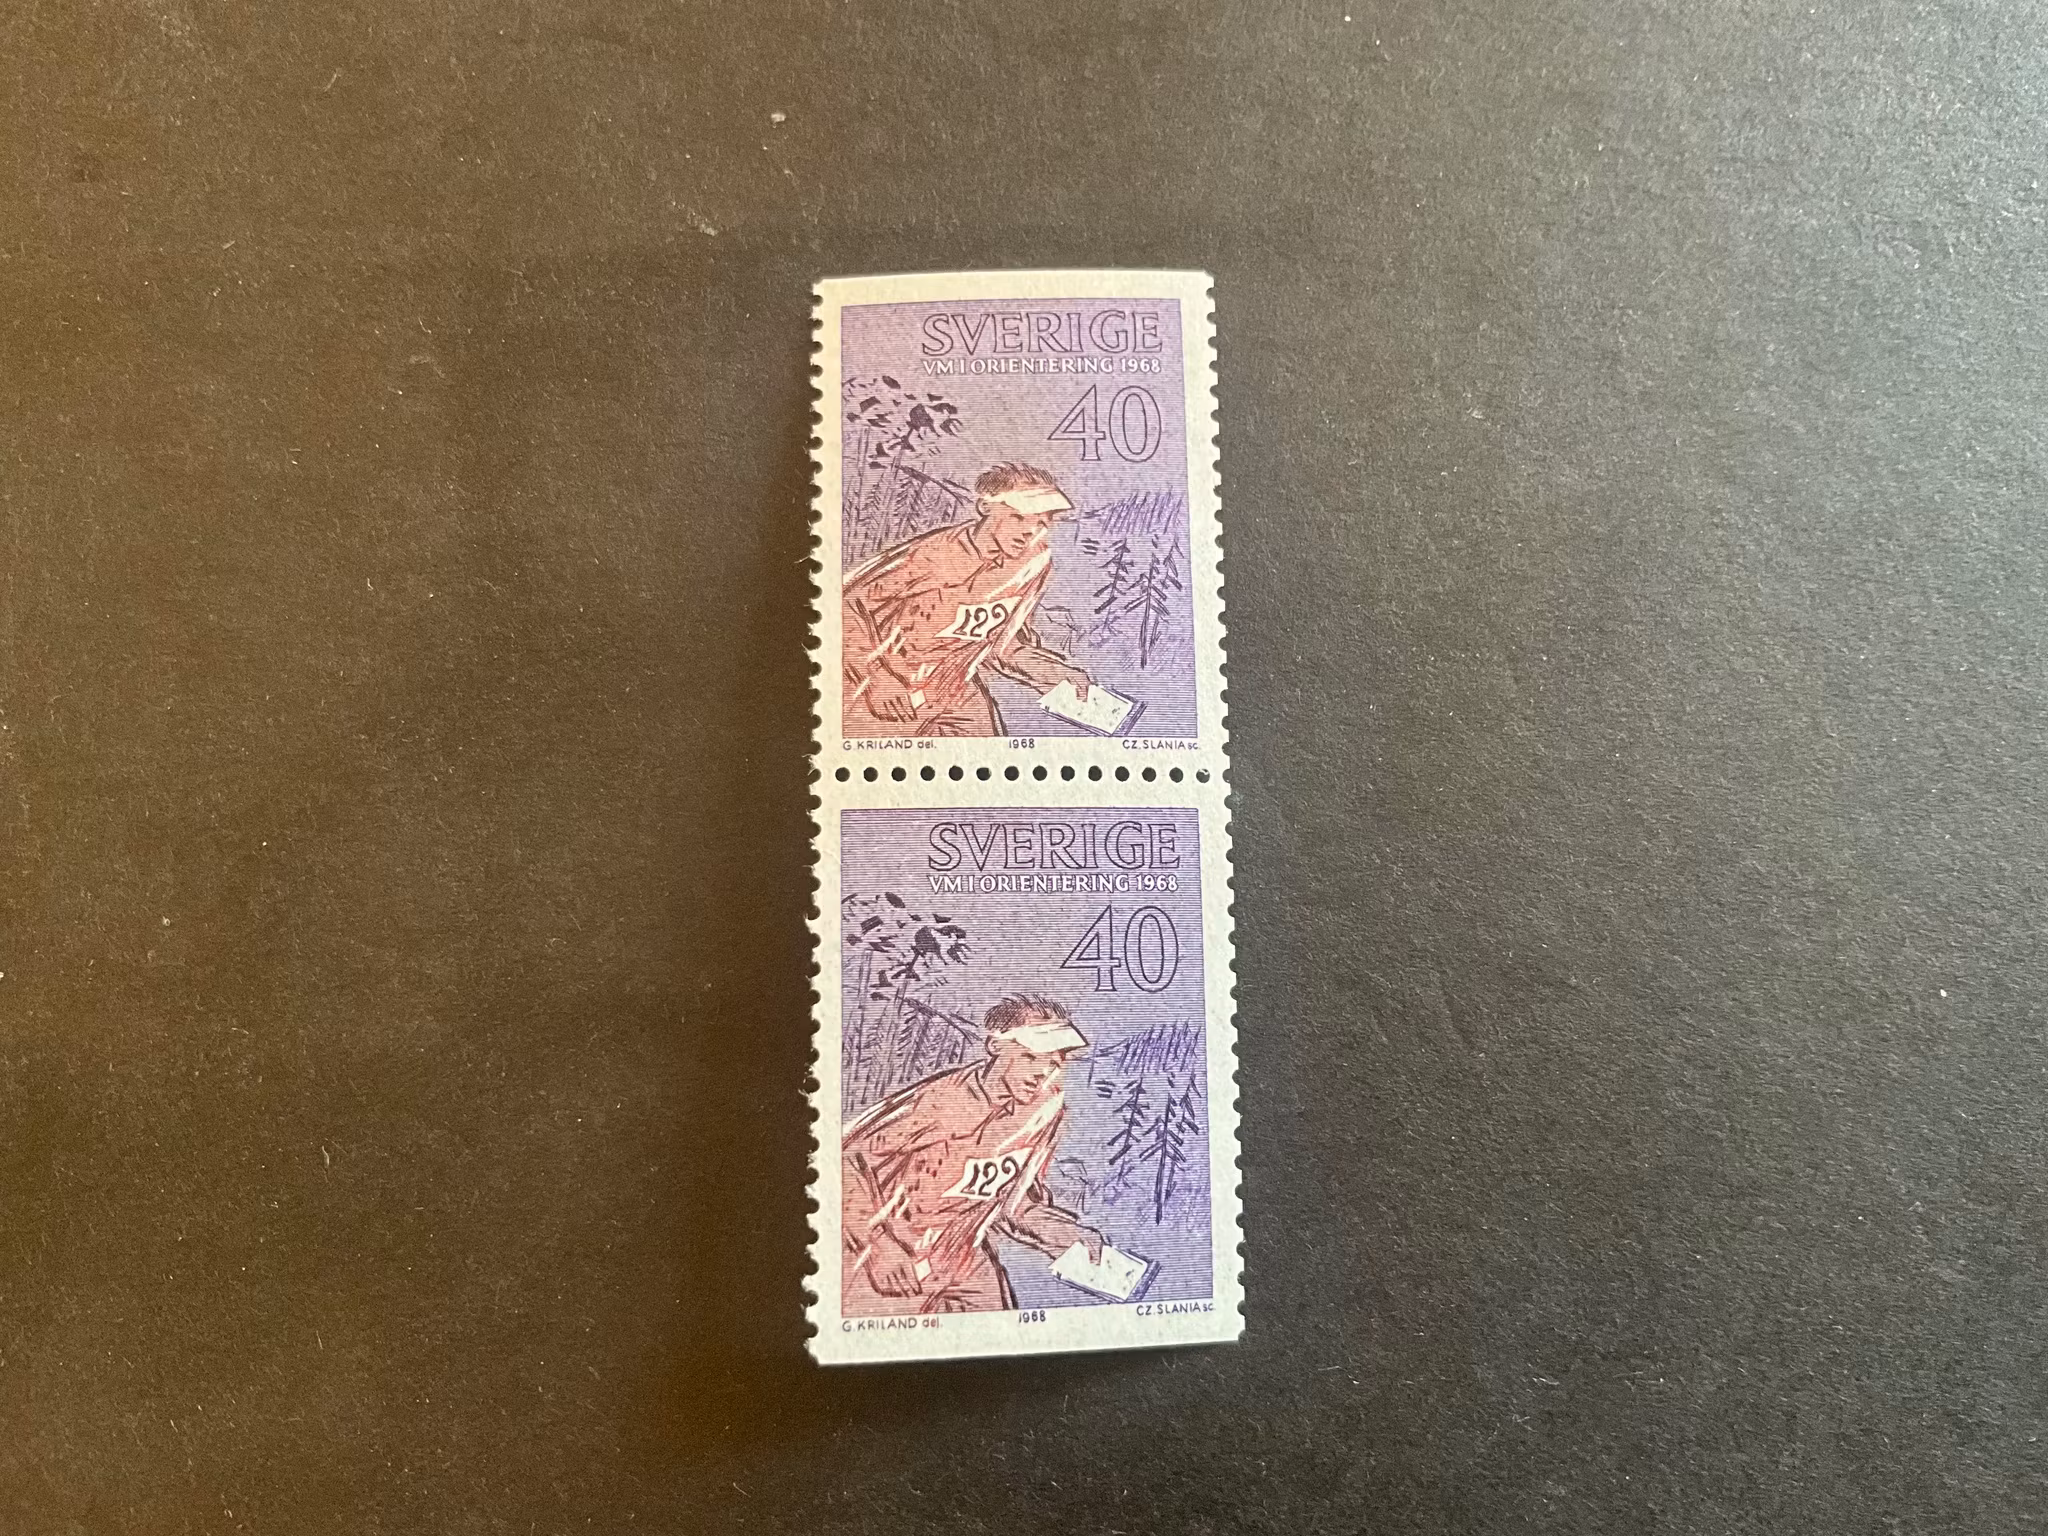 SVERIGE
VM I ORIENTERING 1968
40
122
G. KRILAND del. 1968 CZ. SLANIA sc.
SVERIGE
VM I ORIENTERING 1968
40
122
G. KRILAND del. 1968 CZ. SLANIA sc.